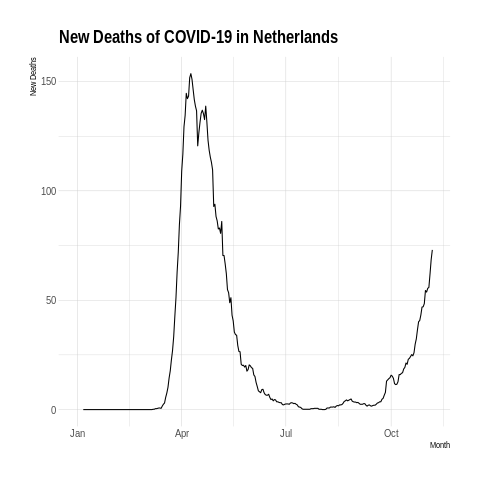 New Deaths of COVID-19 in Netherlands
New Deaths
150
100
50
0
Jan
Apr
Jul
Oct
Month